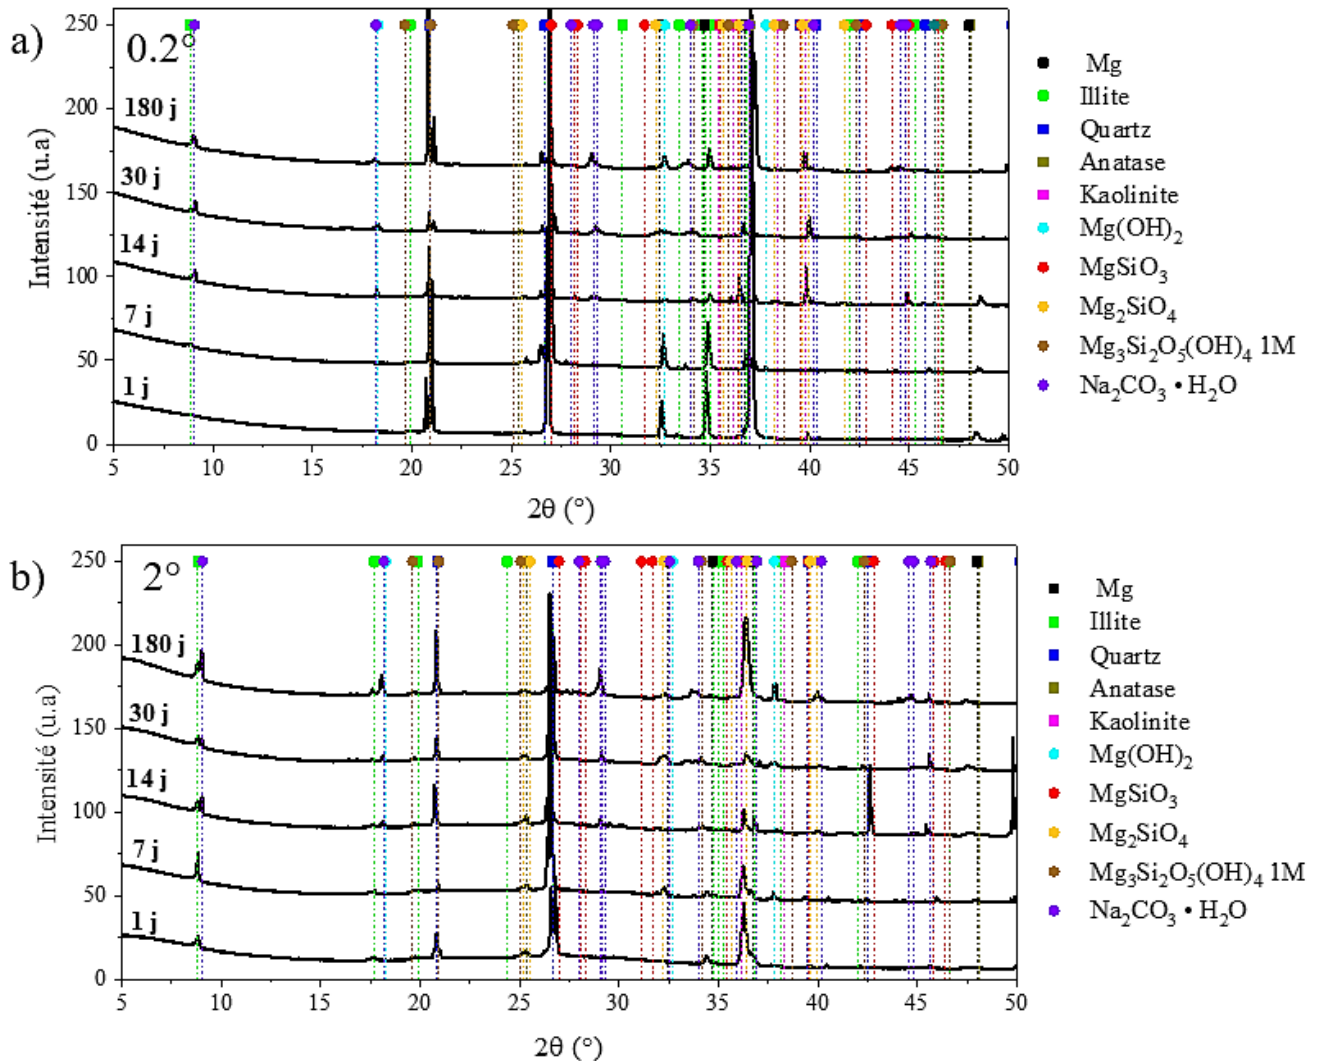 a)
0.2°
Intensité (u.a)
250
200
150
100
50
0
180 j
30 j
14 j
7 j
1 j
5
10
15
20
25
30
35
40
45
50
2θ (°)
Mg
Illite
Quartz
Anatase
Kaolinite
Mg(OH)₂
MgSiO₃
Mg₂SiO₄
Mg₃Si₂O₅(OH)₄ 1M
Na₂CO₃ • H₂O
b)
2°
Intensité (u.a)
250
200
150
100
50
0
180 j
30 j
14 j
7 j
1 j
5
10
15
20
25
30
35
40
45
50
2θ (°)
Mg
Illite
Quartz
Anatase
Kaolinite
Mg(OH)₂
MgSiO₃
Mg₂SiO₄
Mg₃Si₂O₅(OH)₄ 1M
Na₂CO₃ • H₂O